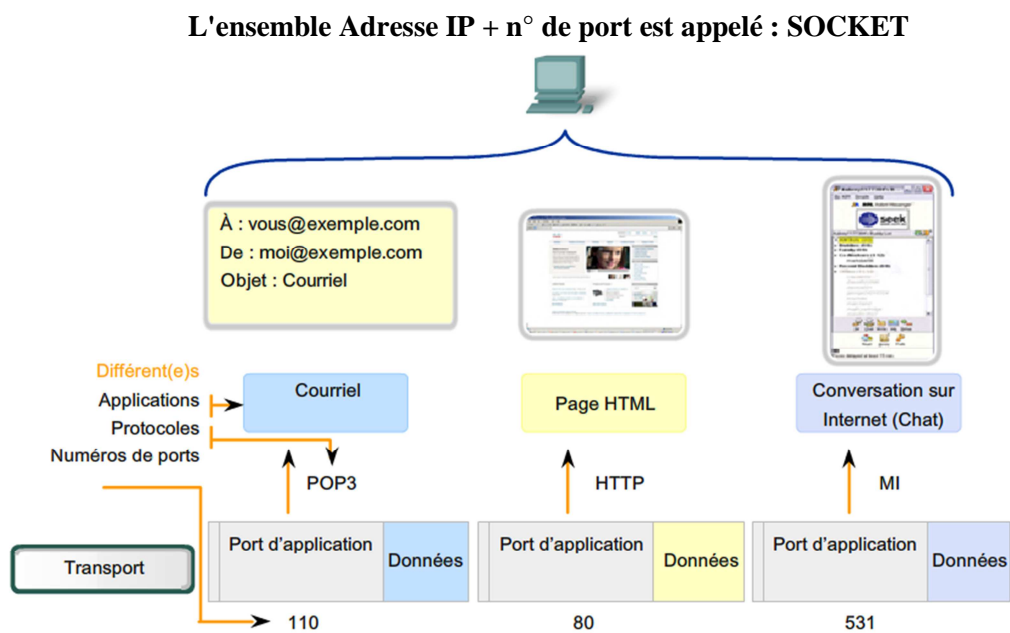 L'ensemble Adresse IP + n° de port est appelé : SOCKET
À : vous@exemple.com
De : moi@exemple.com
Objet : Courriel
seek
Différent(e)s
Applications
Protocoles
Numéros de ports
Courriel
Page HTML
Conversation sur
Internet (Chat)
POP3
HTTP
MI
Transport
Port d'application
Données
Port d'application
Données
Port d'application
Données
110
80
531